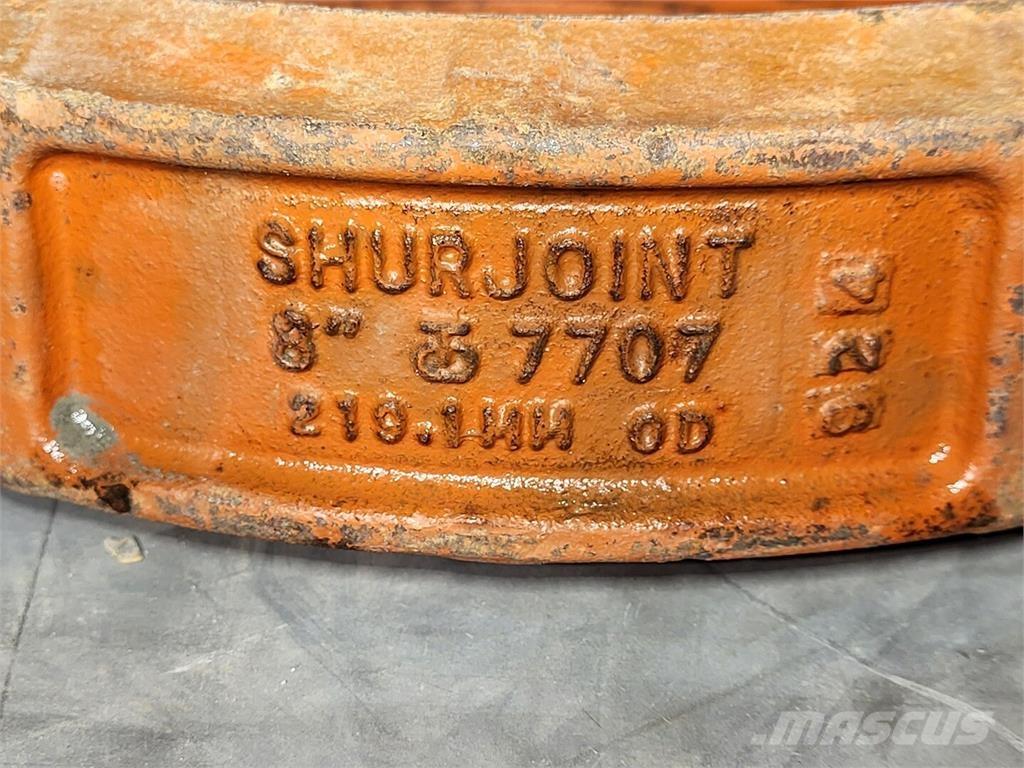 SHURJOINT
8" 7707
219.1MM OD
MASCUS